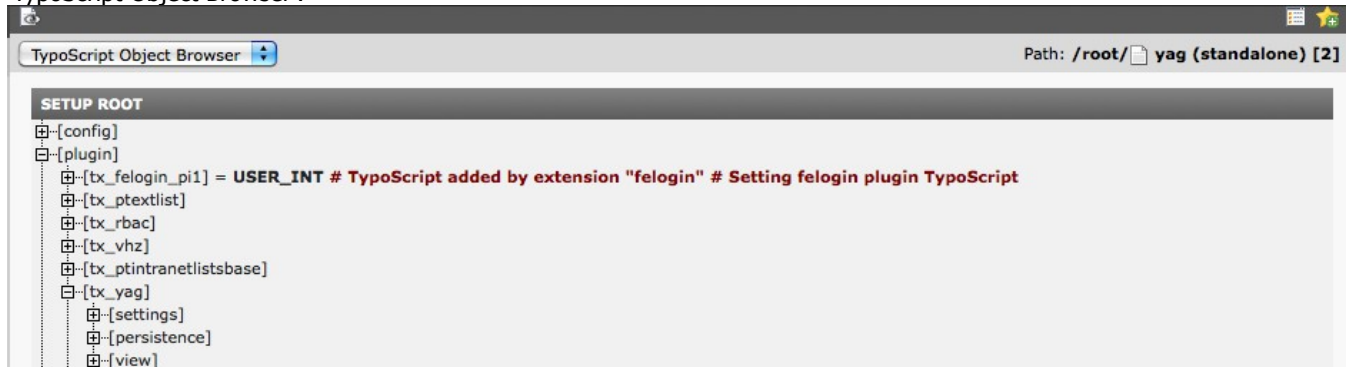 TypoScript Object Browser
Path: /root/ yag (standalone) [2]
SETUP ROOT
[config]
[plugin]
[tx_felogin_pi1] = USER_INT # TypoScript added by extension "felogin" # Setting felogin plugin TypoScript
[tx_ptextlist]
[tx_rbac]
[tx_vhz]
[tx_ptintranetlistsbase]
[tx_yag]
[settings]
[persistence]
[view]